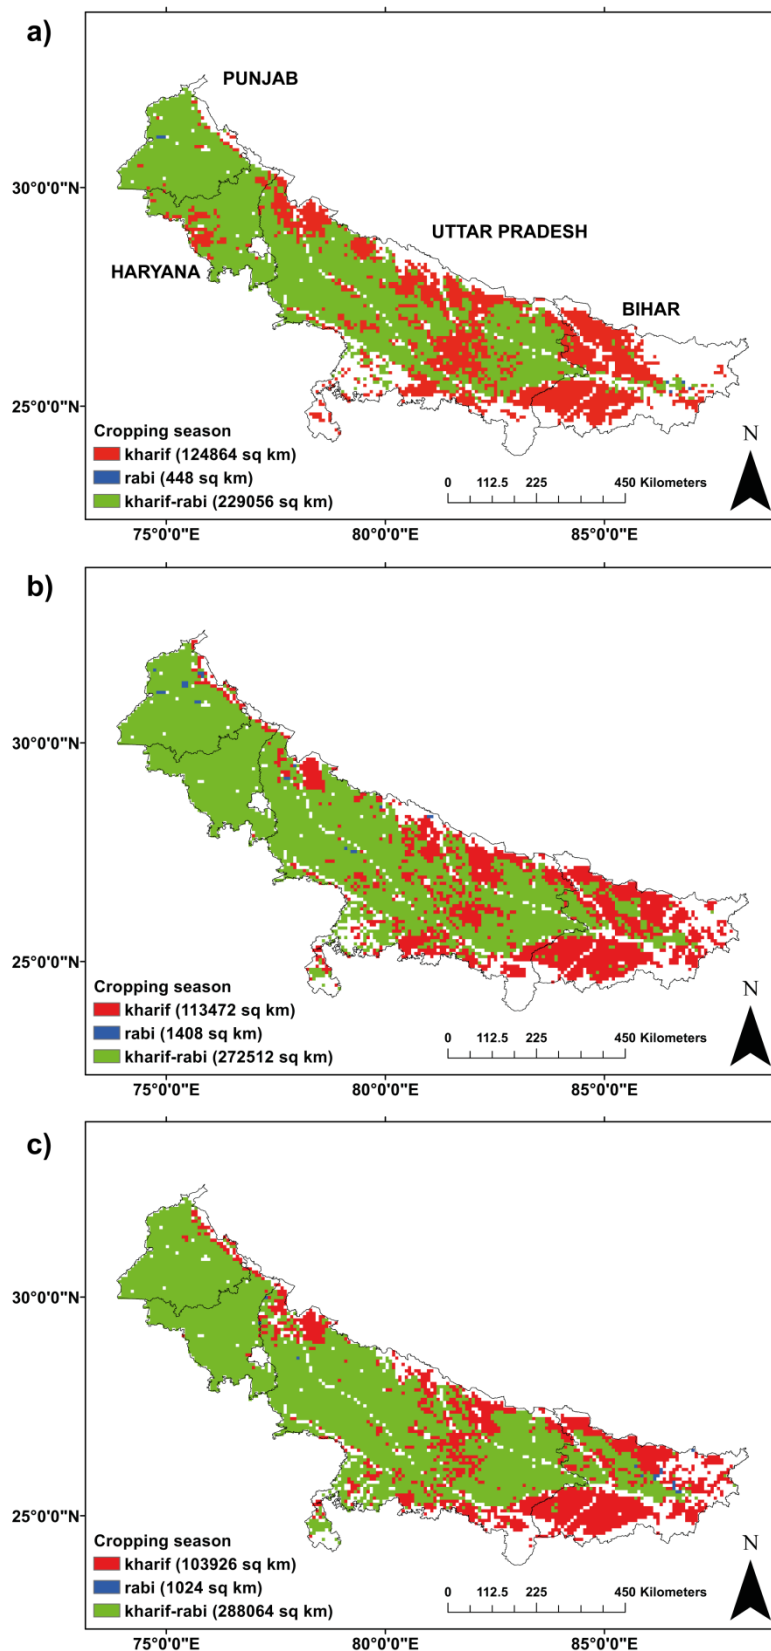 a)
PUNJAB
30°0'0"N
UTTAR PRADESH
HARYANA
BIHAR
25°0'0"N
Cropping season
kharif (124864 sq km)
rabi (448 sq km)
kharif-rabi (229056 sq km)
N
0 112.5 225 450 Kilometers
75°0'0"E 80°0'0"E 85°0'0"E
b)
30°0'0"N
25°0'0"N
Cropping season
kharif (113472 sq km)
rabi (1408 sq km)
kharif-rabi (272512 sq km)
N
0 112.5 225 450 Kilometers
75°0'0"E 80°0'0"E 85°0'0"E
c)
30°0'0"N
25°0'0"N
Cropping season
kharif (103926 sq km)
rabi (1024 sq km)
kharif-rabi (288064 sq km)
N
0 112.5 225 450 Kilometers
75°0'0"E 80°0'0"E 85°0'0"E